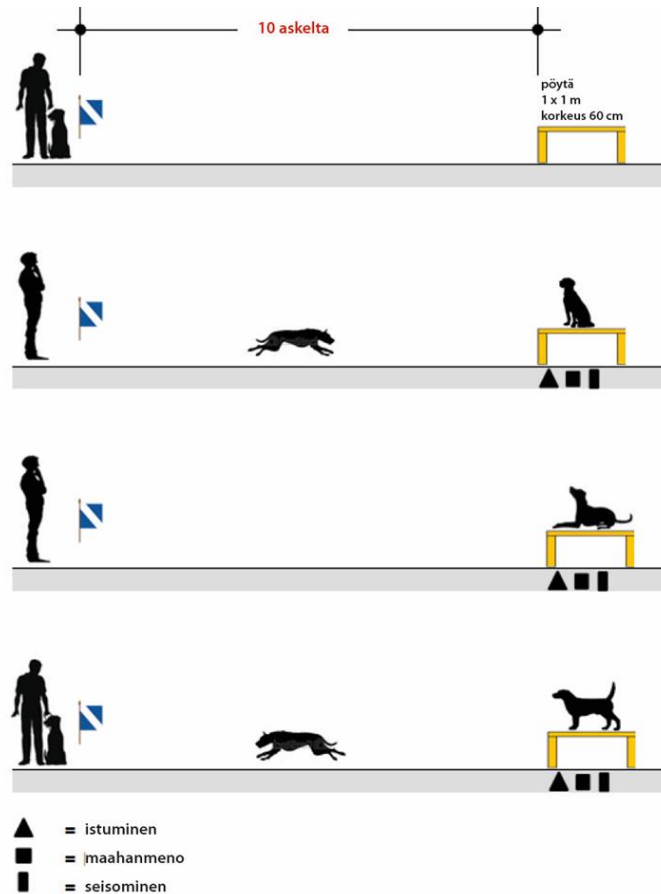 10 askelta
pöytä
1 x 1 m
korkeus 60 cm
= istuminen
= maahanmeno
= seisominen